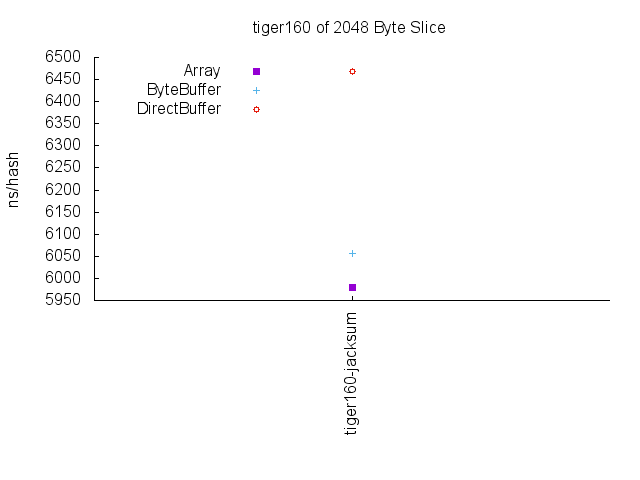 tiger160 of 2048 Byte Slice
6500
6450
6400
6350
6300
6250
6200
6150
6100
6050
6000
5950
ns/hash
Array
ByteBuffer
DirectBuffer
tiger160-jacksum